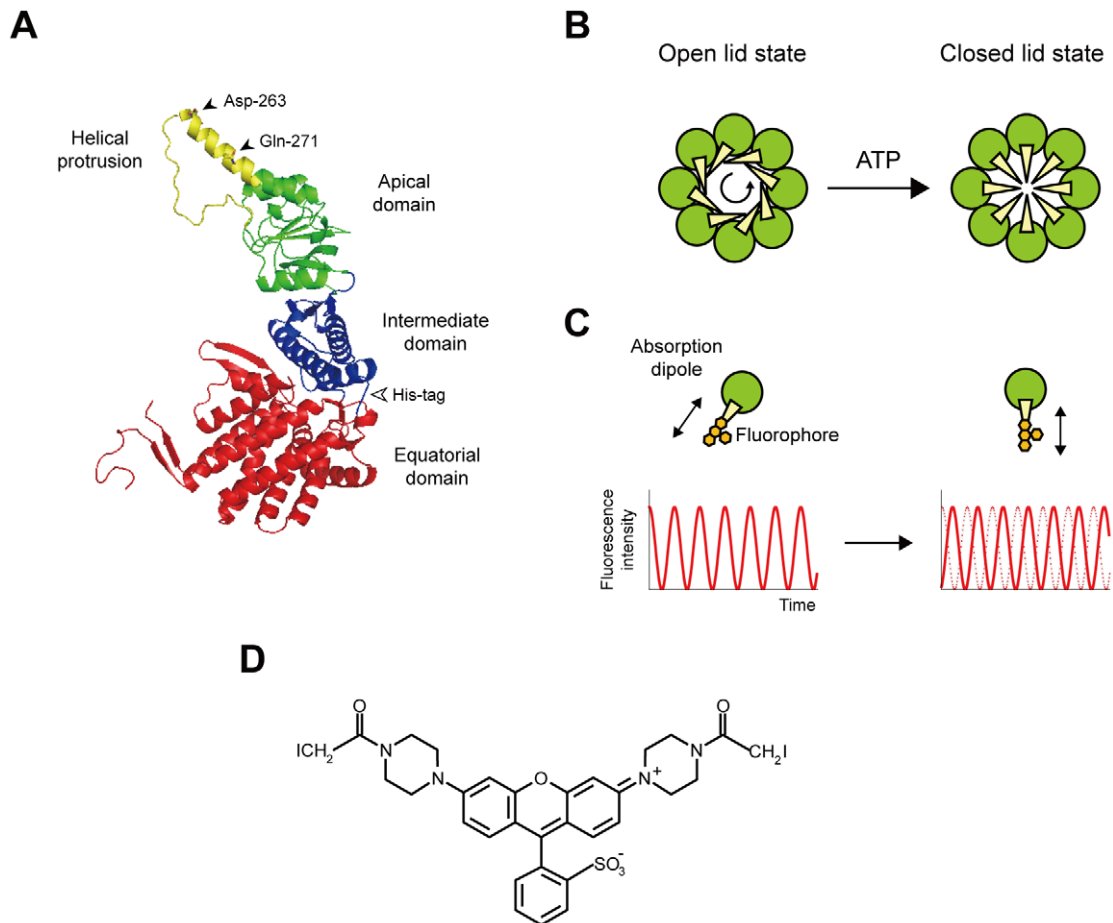 A
Asp-263
Gln-271
Helical
protrusion
Apical
domain
Intermediate
domain
His-tag
Equatorial
domain
B
Open lid state
Closed lid state
ATP
C
Absorption
dipole
Fluorophore
Fluorescence
intensity
Time
D
O
O
ICH2
N
N
CH2I
N
O
N+
SO3-